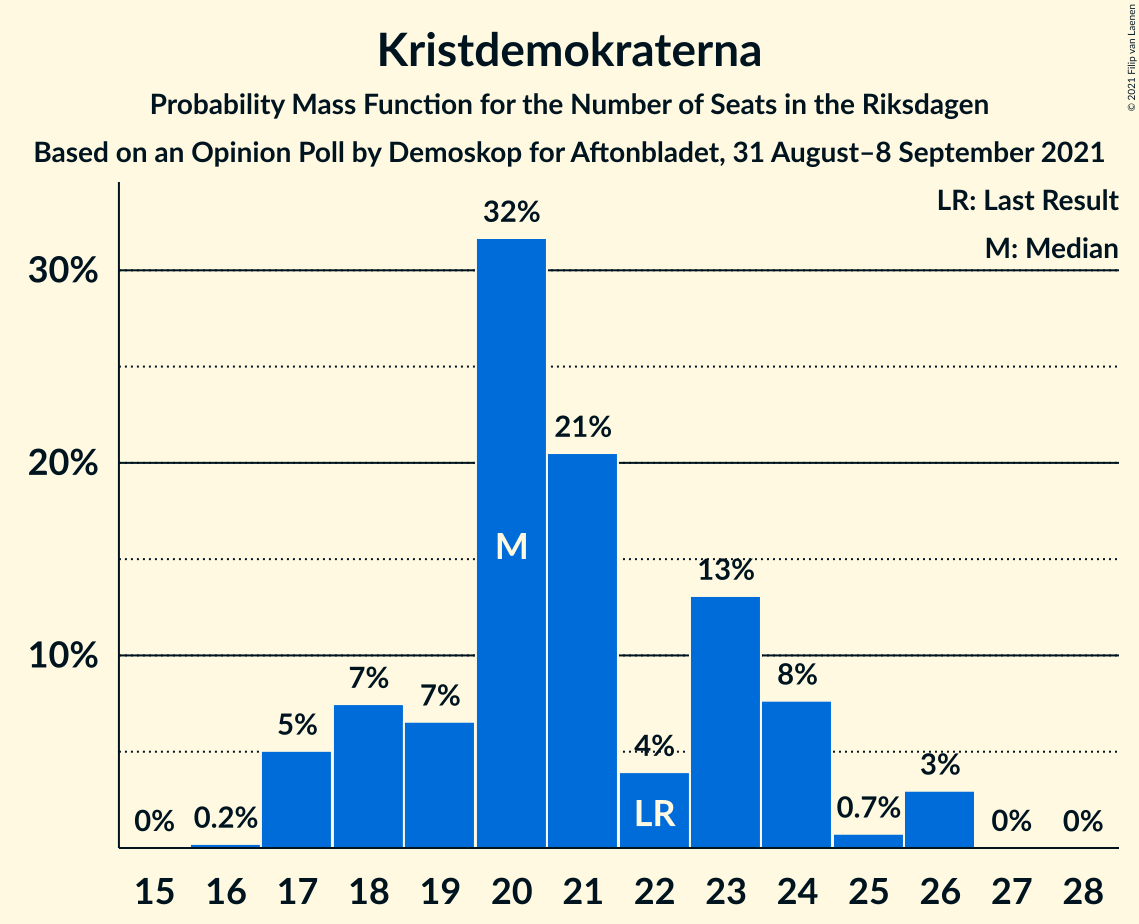 Kristdemokraterna
Probability Mass Function for the Number of Seats in the Riksdagen
Based on an Opinion Poll by Demoskop for Aftonbladet, 31 August–8 September 2021
© 2021 Filip van Laenen
LR: Last Result
M: Median
30%
20%
10%
0%
0.2%
5%
7%
7%
32%
21%
4%
13%
8%
0.7%
3%
0%
0%
M
LR
15 16 17 18 19 20 21 22 23 24 25 26 27 28